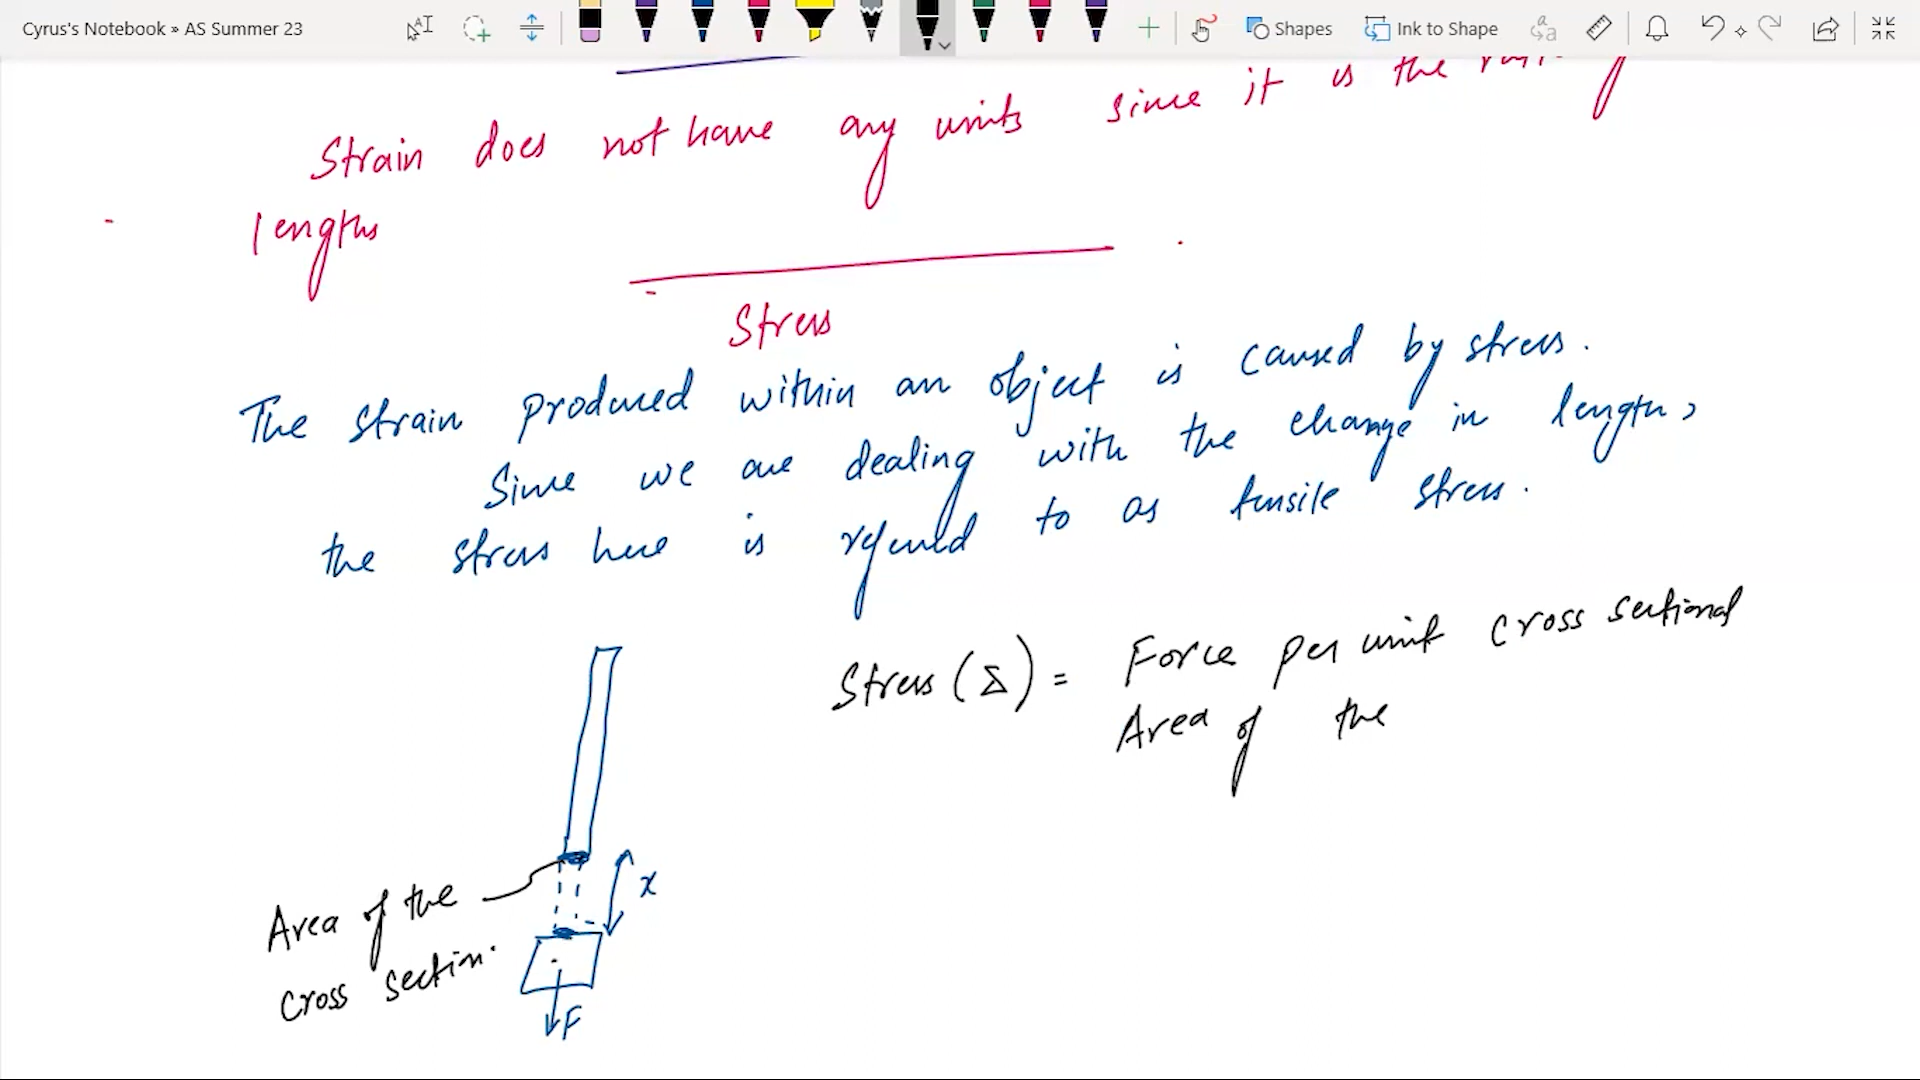 Cyrus's Notebook » AS Summer 23
Shapes
Ink to Shape
Strain does not have any units since it is the
lengths
Stress
The strain produced within an object is caused by stress.
Since we are dealing with the change in length,
the stress here is referred to as tensile stress.
Stress ( ) = Force per unit cross sectional
Area of the
x
Area of the
cross section.
F